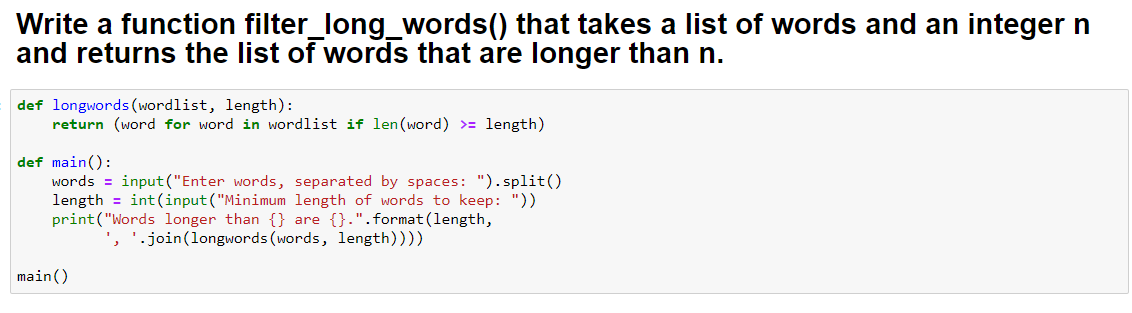 Write a function filter_long_words() that takes a list of words and an integer n
and returns the list of words that are longer than n.
def longwords(wordlist, length):
    return (word for word in wordlist if len(word) >= length)
def main():
    words = input("Enter words, separated by spaces: ").split()
    length = int(input("Minimum length of words to keep: "))
    print("Words longer than {} are {}.".format(length,
          ', '.join(longwords(words, length))))
main()